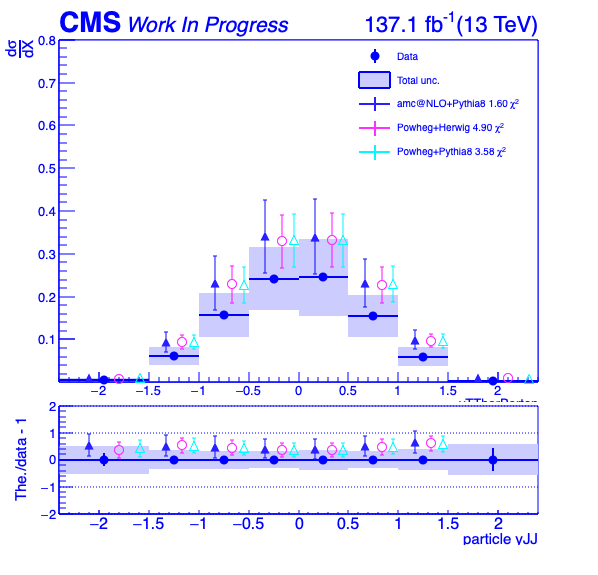 CMS Work In Progress 137.1 fb⁻¹(13 TeV)
dσ
dX
0.8
0.7
0.6
0.5
0.4
0.3
0.2
0.1
Data
Total unc.
amc@NLO+Pythia8 1.60 χ²
Powheg+Herwig 4.90 χ²
Powheg+Pythia8 3.58 χ²
−2 −1.5 −1 −0.5 0 0.5 1 1.5 2
The./data - 1
2
1
0
−1
−2
−2 −1.5 −1 −0.5 0 0.5 1 1.5 2
particle yJJ